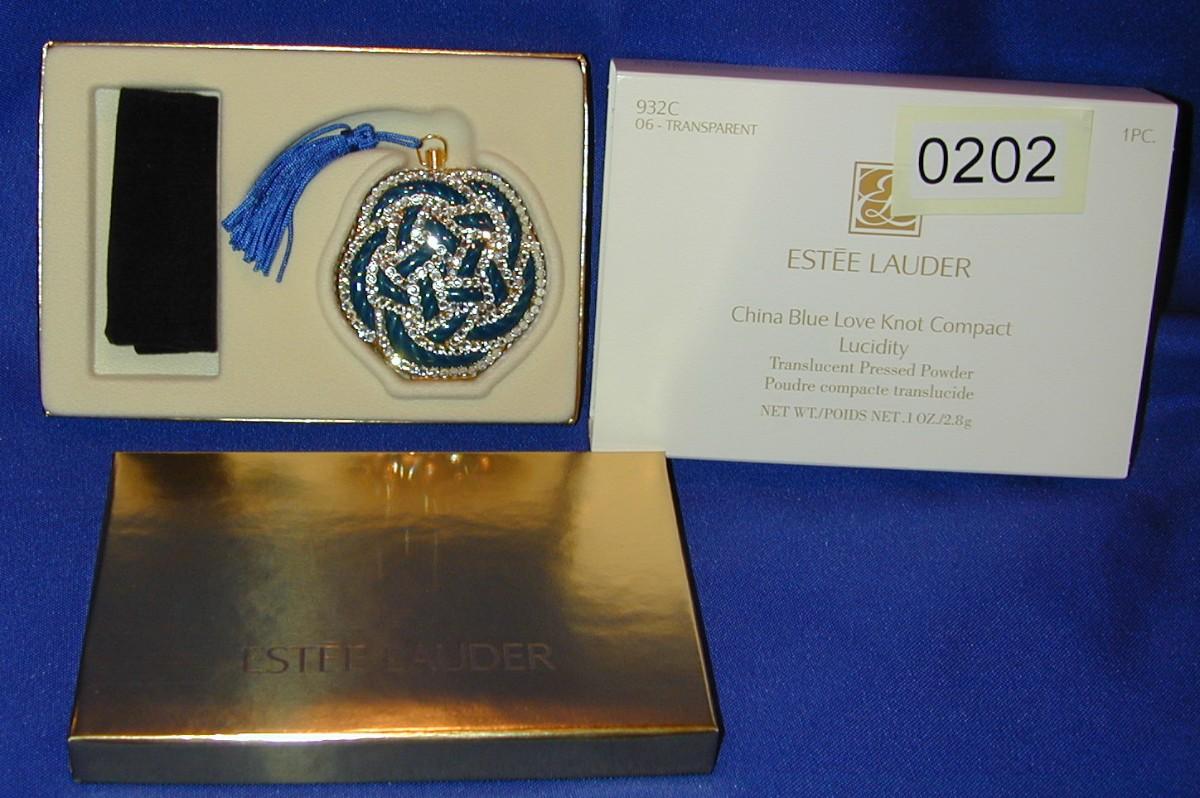 932C
06 - TRANSPARENT
1PC.
0202
ESTĒE LAUDER
China Blue Love Knot Compact
Lucidity
Translucent Pressed Powder
Poudre compacte translucide
NET WT./POIDS NET .1 OZ./2.8g
ESTĒE LAUDER